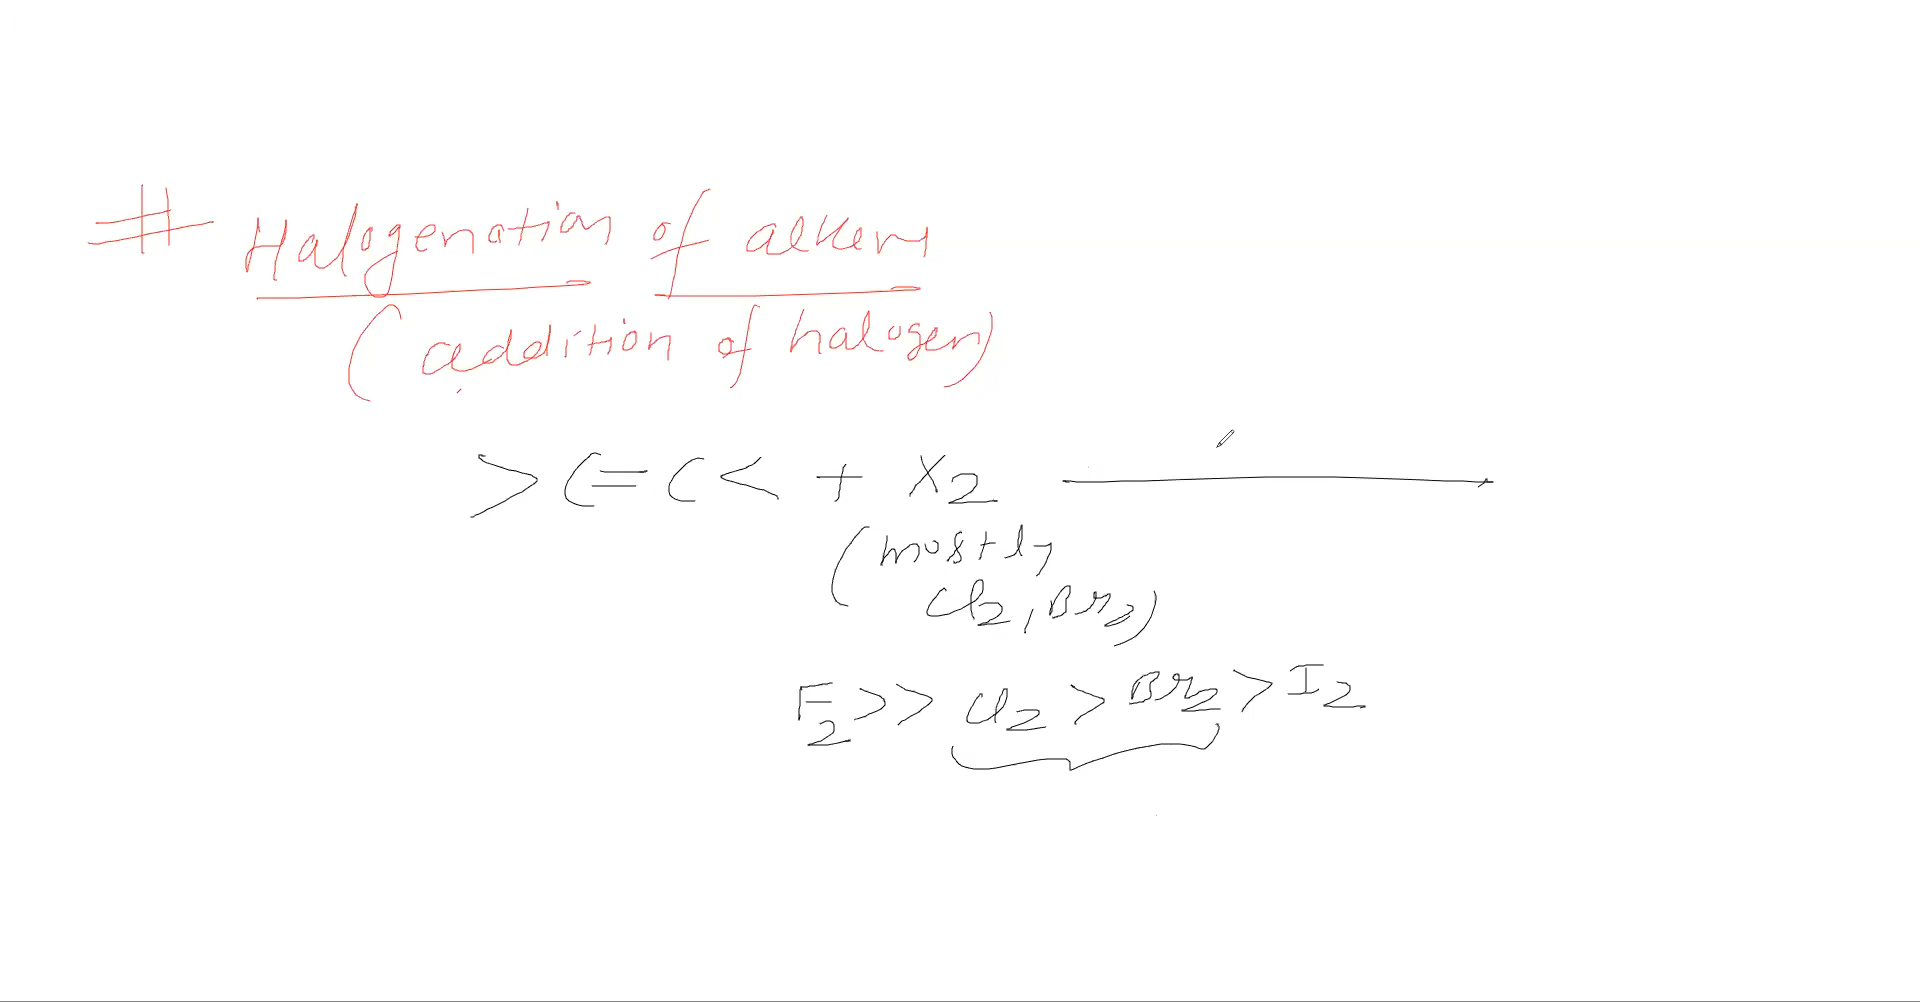 # Halogenation of alkene
(addition of halogen)
>C=C< + X2 ⟶
(mostly
Cl2, Br2)
F2 >> Cl2 > Br2 > I2